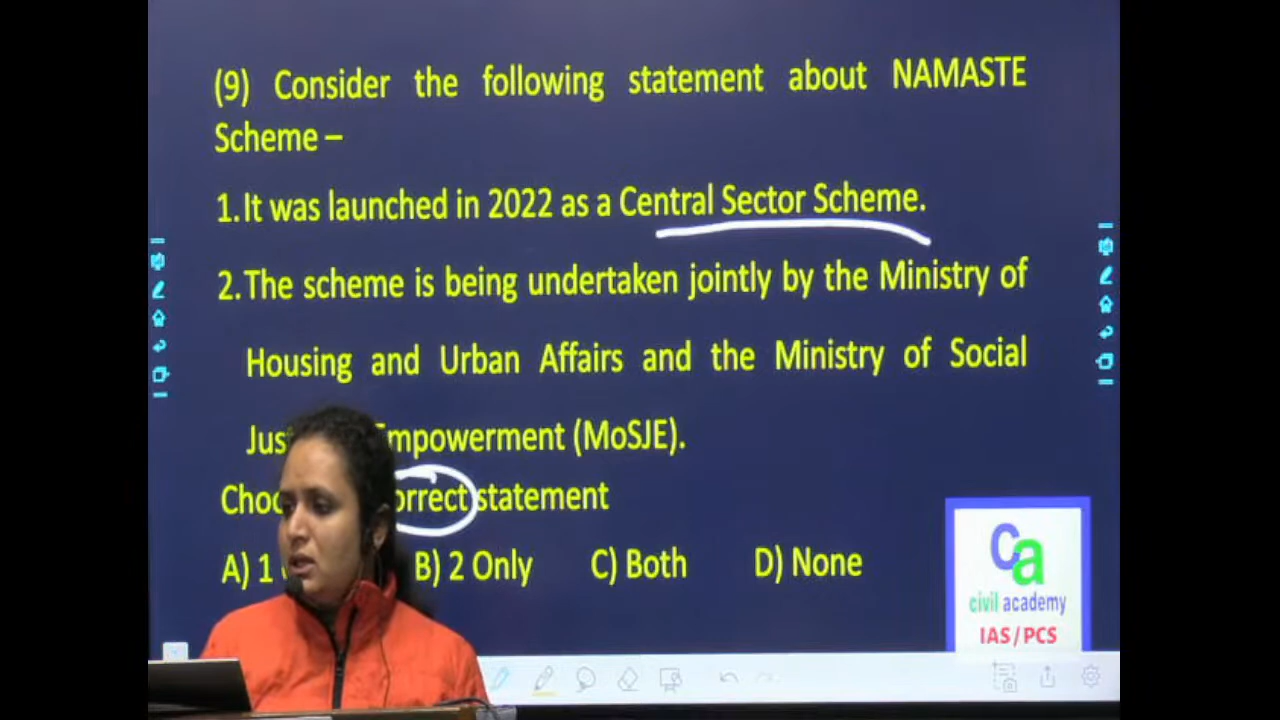 (9) Consider the following statement about NAMASTE
Scheme –
1. It was launched in 2022 as a Central Sector Scheme.
2. The scheme is being undertaken jointly by the Ministry of
Housing and Urban Affairs and the Ministry of Social
Empowerment (MoSJE).
statement
A) 1 B) 2 Only C) Both D) None
Ca
civil academy
IAS/PCS